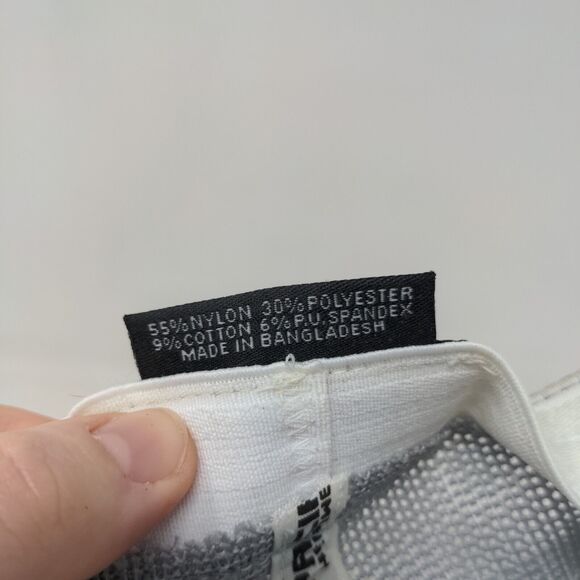 55% NYLON 30% POLYESTER
9% COTTON 6% P.U. SPANDEX
MADE IN BANGLADESH